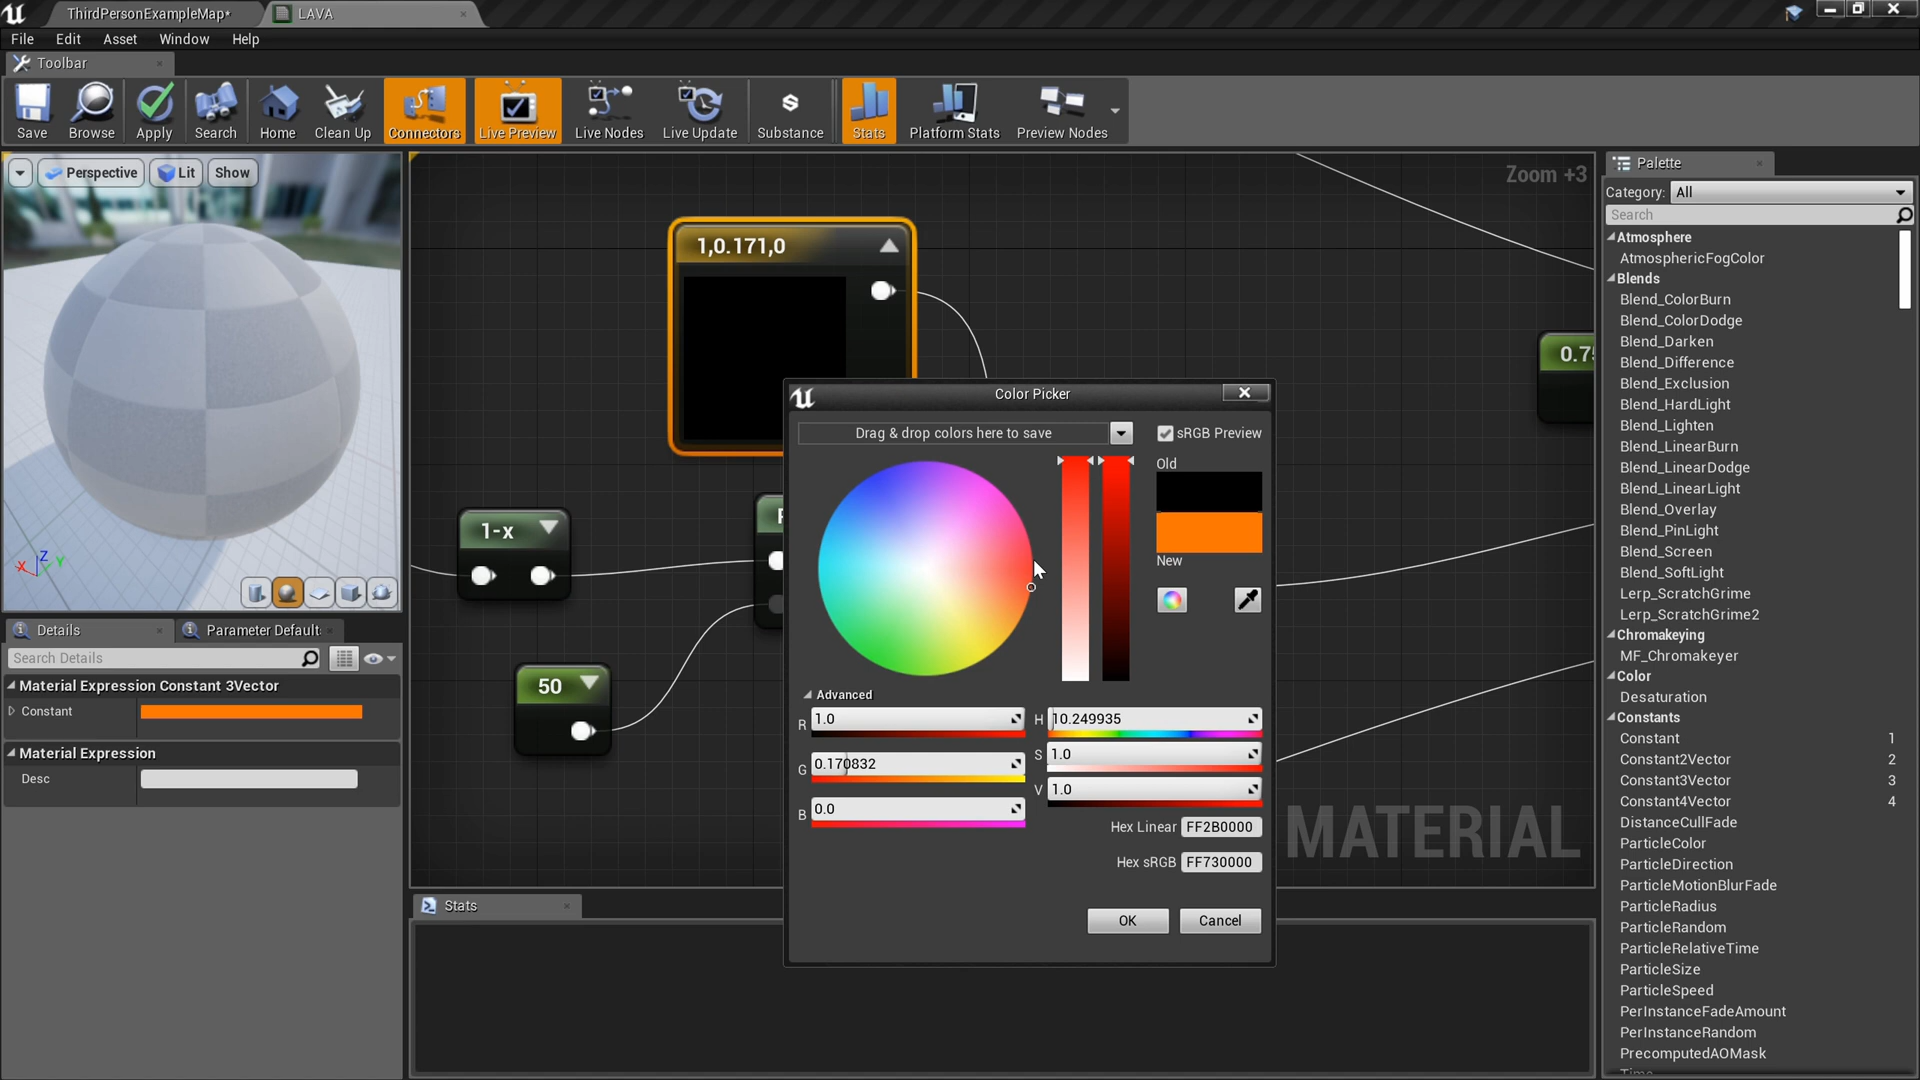 ThirdPersonExampleMap*
LAVA
File Edit Asset Window Help
Toolbar
Save Browse Apply Search Home Clean Up Connectors Live Preview Live Nodes Live Update Substance Stats Platform Stats Preview Nodes
Perspective Lit Show
X Z Y
Details
Parameter Default
Search Details
Material Expression Constant 3Vector
Constant
Material Expression
Desc
Zoom +3
1,0.171,0
0.7
1-x
50
MATERIAL
Color Picker
Drag & drop colors here to save
sRGB Preview
Old
New
Advanced
R 1.0
G 0.170832
B 0.0
H 10.249935
S 1.0
V 1.0
Hex Linear FF2B0000
Hex sRGB FF730000
OK Cancel
Stats
Palette
Category: All
Search
Atmosphere
AtmosphericFogColor
Blends
Blend_ColorBurn
Blend_ColorDodge
Blend_Darken
Blend_Difference
Blend_Exclusion
Blend_HardLight
Blend_Lighten
Blend_LinearBurn
Blend_LinearDodge
Blend_LinearLight
Blend_Overlay
Blend_PinLight
Blend_Screen
Blend_SoftLight
Lerp_ScratchGrime
Lerp_ScratchGrime2
Chromakeying
MF_Chromakeyer
Color
Desaturation
Constants
Constant 1
Constant2Vector 2
Constant3Vector 3
Constant4Vector 4
DistanceCullFade
ParticleColor
ParticleDirection
ParticleMotionBlurFade
ParticleRadius
ParticleRandom
ParticleRelativeTime
ParticleSize
ParticleSpeed
PerInstanceFadeAmount
PerInstanceRandom
PrecomputedAOMask